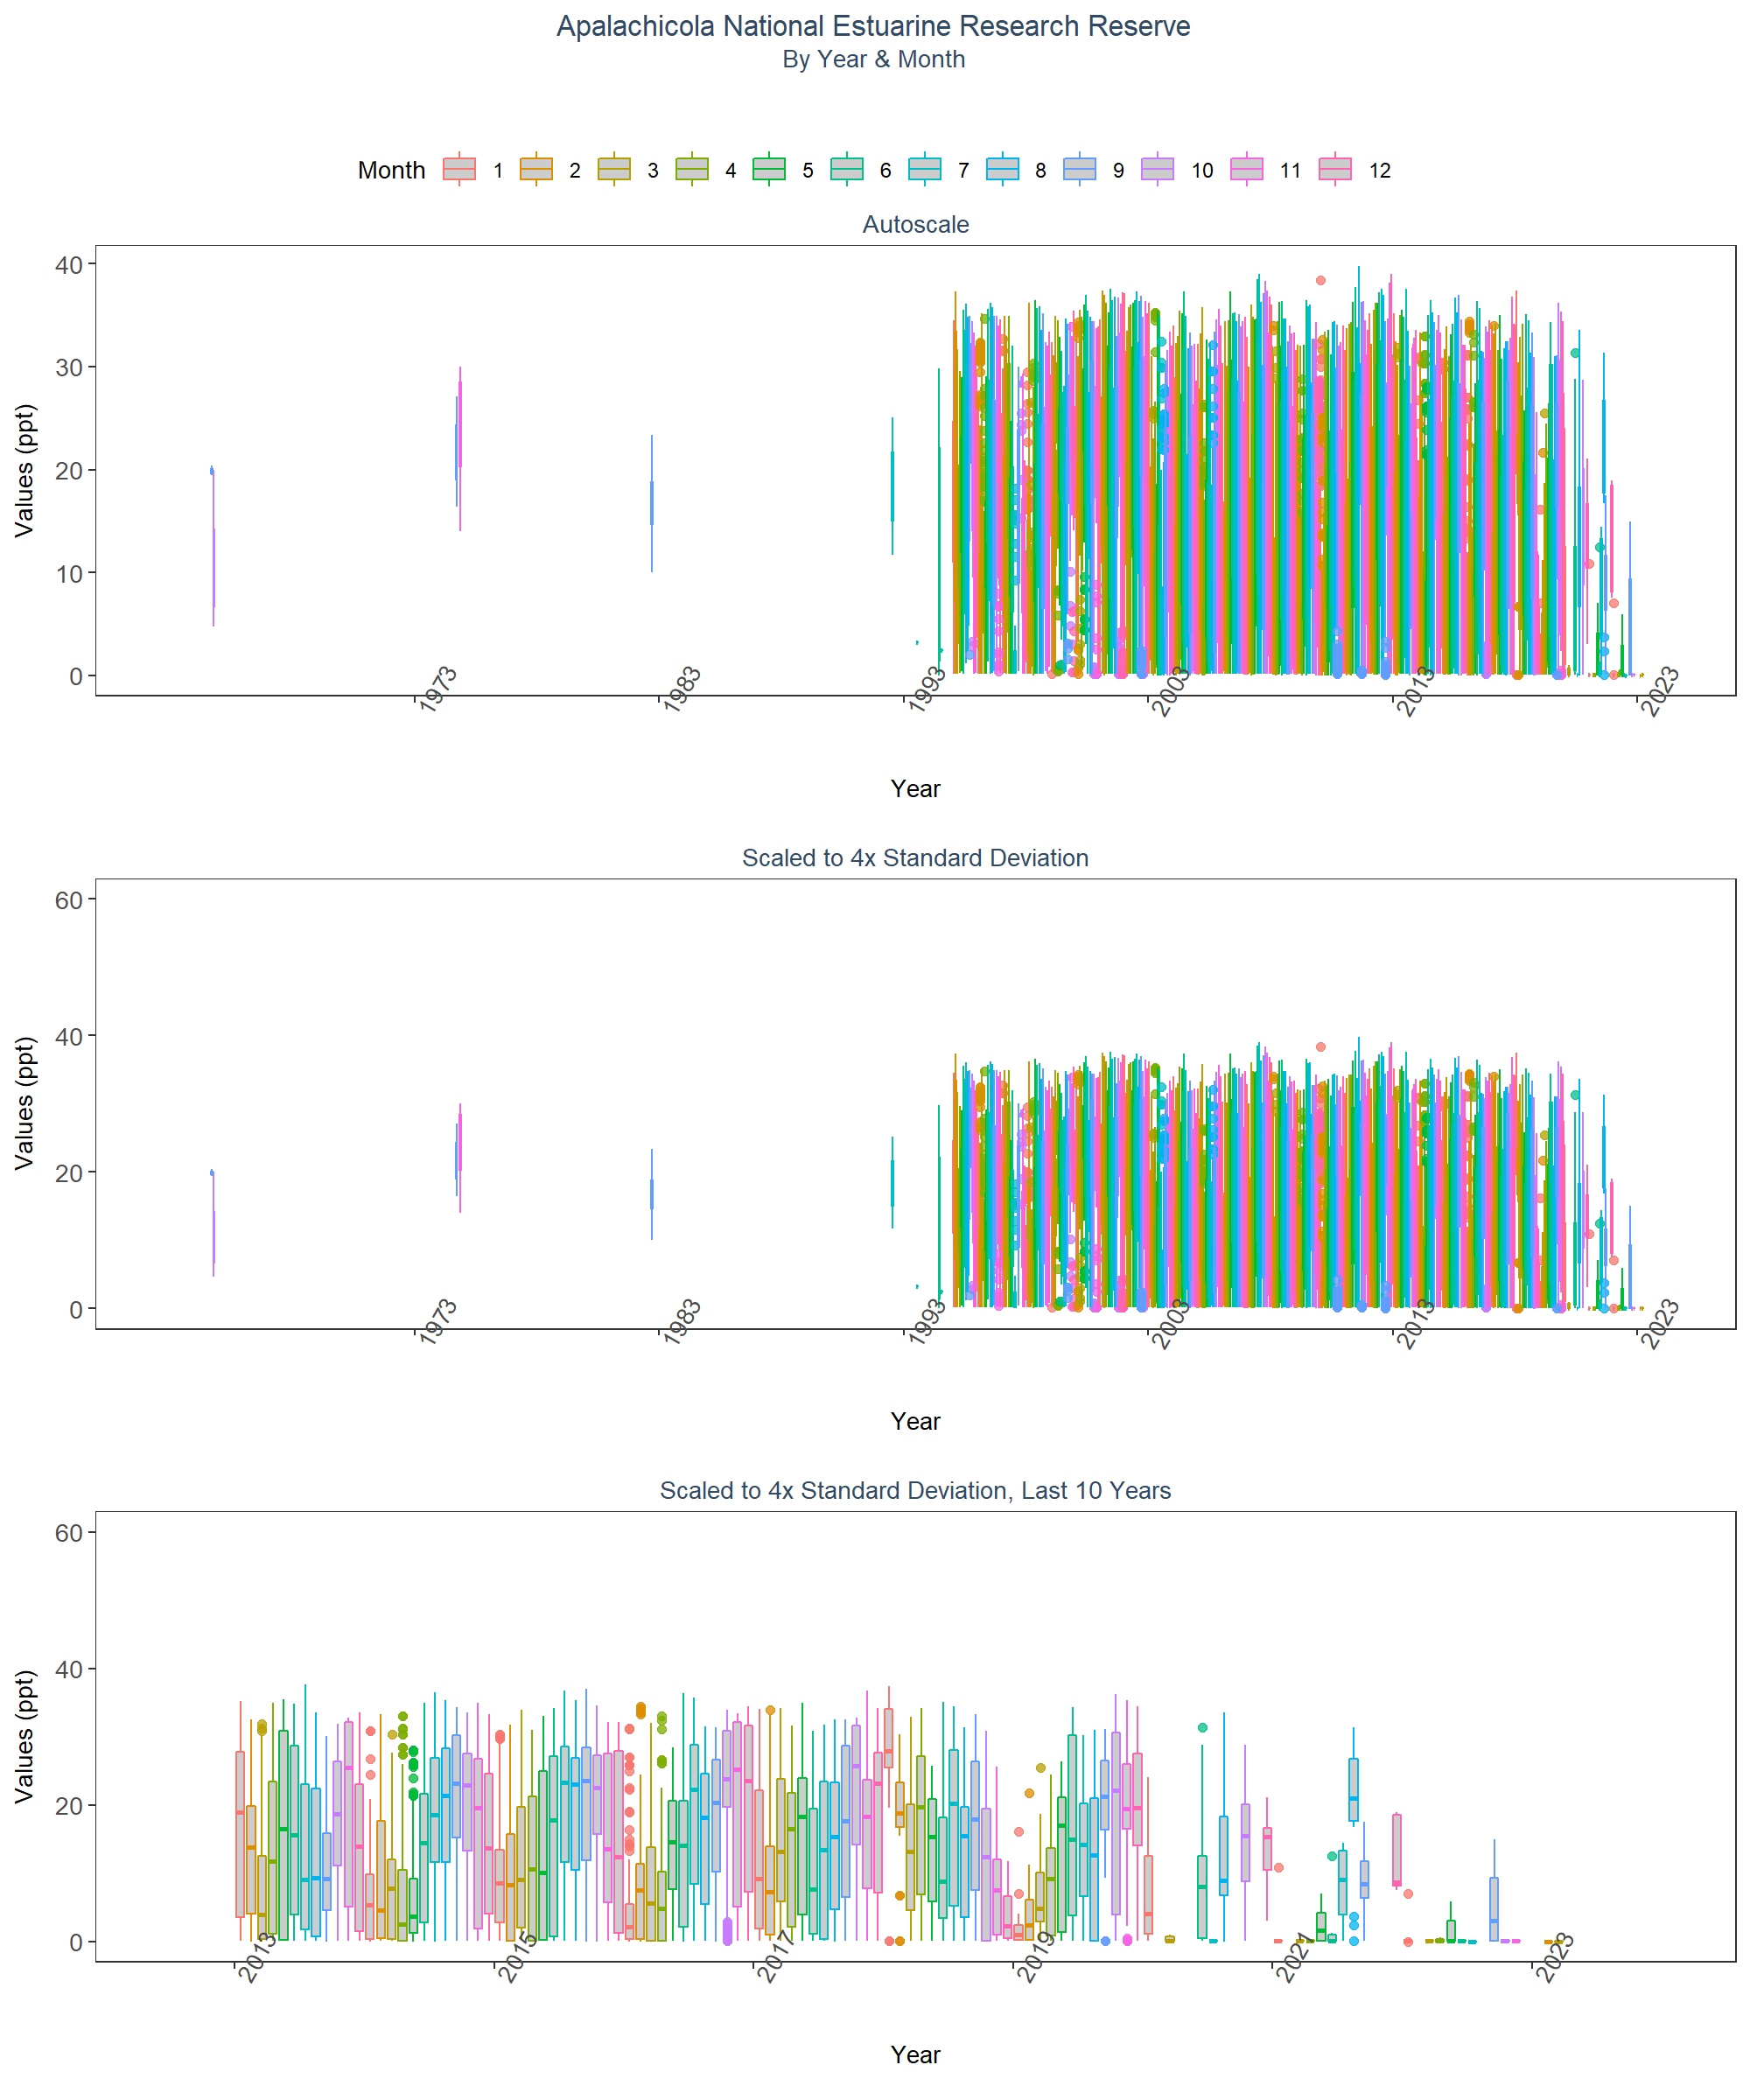 Apalachicola National Estuarine Research Reserve
By Year & Month
Month 1 2 3 4 5 6 7 8 9 10 11 12
Autoscale
Values (ppt)
40
30
20
10
0
1973 1983 1993 2003 2013 2023
Year
Scaled to 4x Standard Deviation
Values (ppt)
60
40
20
0
1973 1983 1993 2003 2013 2023
Year
Scaled to 4x Standard Deviation, Last 10 Years
Values (ppt)
60
40
20
0
2013 2015 2017 2019 2021 2023
Year